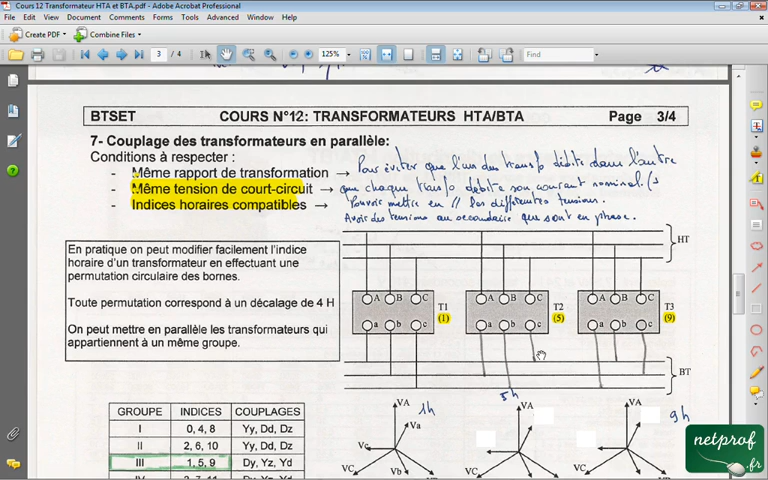 Cours 12 Transformateur HTA et BTA.pdf - Adobe Acrobat Professional
File Edit View Document Comments Forms Tools Advanced Window Help
Create PDF Combine Files
3 / 4 125% Find
BTSET COURS N°12: TRANSFORMATEURS HTA/BTA Page 3/4
7- Couplage des transformateurs en parallèle:
Conditions à respecter :
- Même rapport de transformation → Pour éviter que l'un des transfo débite dans l'autre
- Même tension de court-circuit → que chaque transfo débite son courant nominal. (s
- Indices horaires compatibles → Pouvoir mettre en // les différentes tensions.
Avoir des tensions au secondaire qui sont en phase.
En pratique on peut modifier facilement l'indice
horaire d'un transformateur en effectuant une
permutation circulaire des bornes.
Toute permutation correspond à un décalage de 4 H
On peut mettre en parallèle les transformateurs qui
appartiennent à un même groupe.
HT
A B C A B C A B C
T1 T2 T3
(1) (5) (9)
a b c a b c a b c
BT
5h
VA 1h VA VA 9h
Va
Vc
VC Vb VC VC
GROUPE INDICES COUPLAGES
I 0, 4, 8 Yy, Dd, Dz
II 2, 6, 10 Yy, Dd, Dz
III 1, 5, 9 Dy, Yz, Yd
netprof
.fr